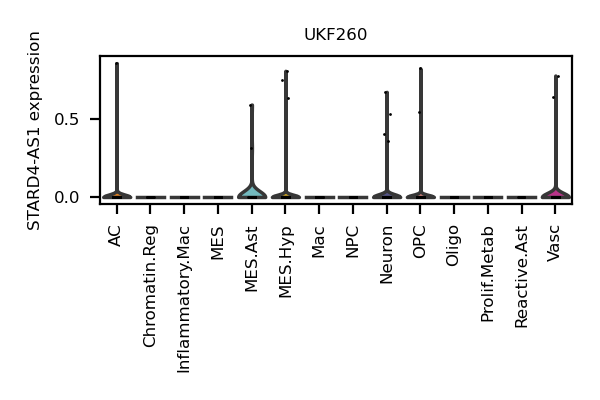 UKF260
STARD4-AS1 expression
0.5
0.0
AC
Chromatin.Reg
Inflammatory.Mac
MES
MES.Ast
MES.Hyp
Mac
NPC
Neuron
OPC
Oligo
Prolif.Metab
Reactive.Ast
Vasc